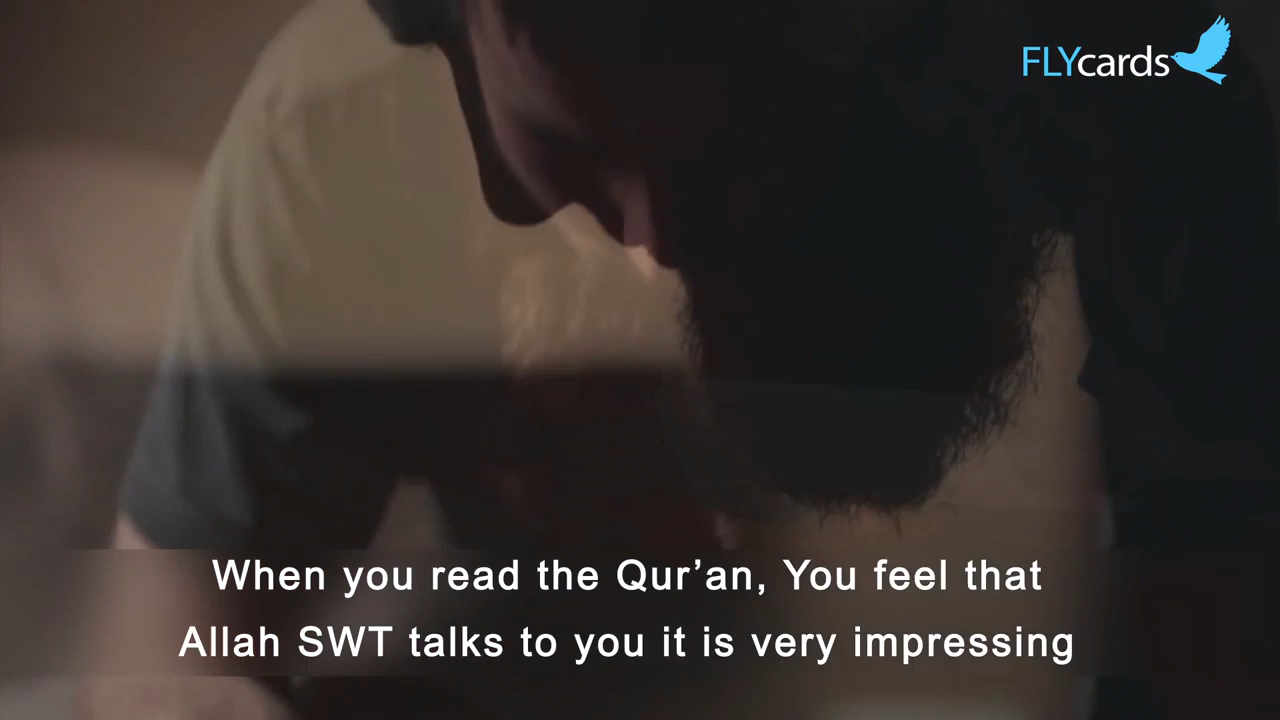 FLYcards
When you read the Qur’an, You feel that
Allah SWT talks to you it is very impressing